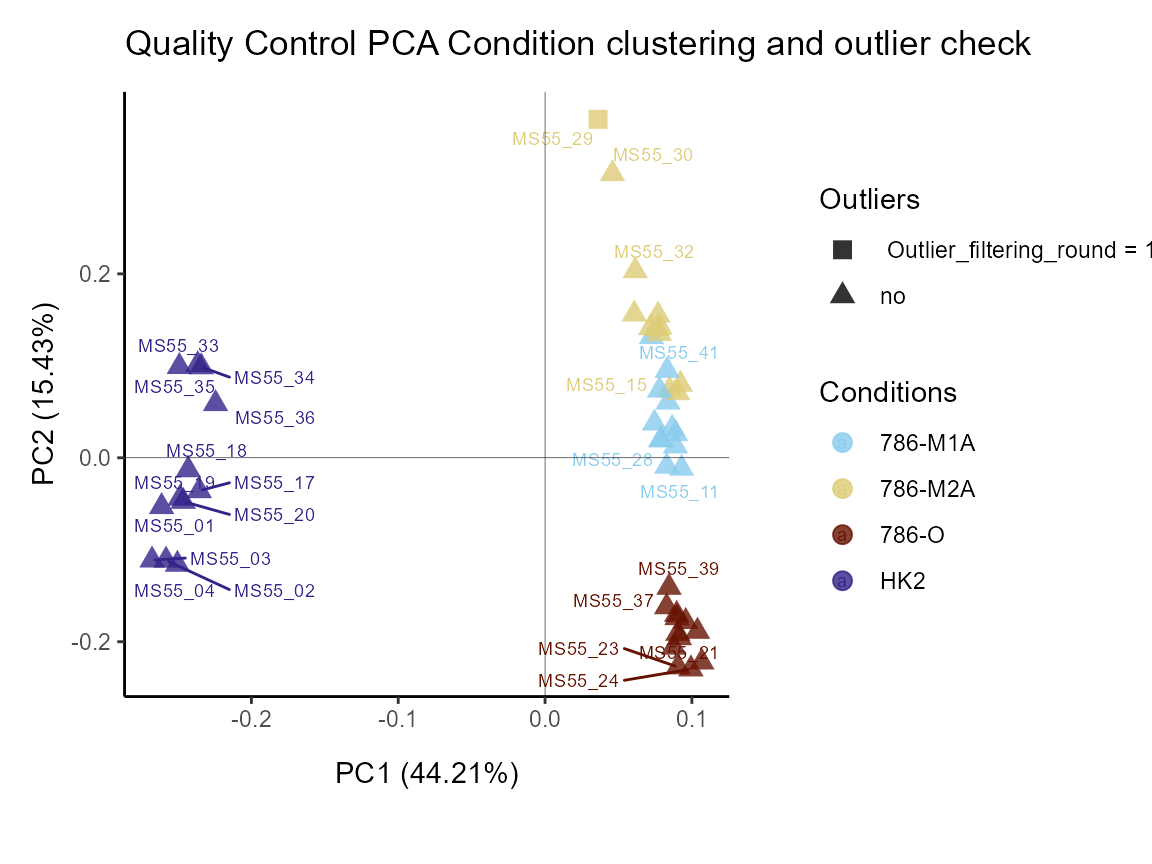 Quality Control PCA Condition clustering and outlier check
MS55_29
MS55_30
MS55_32
MS55_33
MS55_34
MS55_35
MS55_36
MS55_41
MS55_15
MS55_18
MS55_28
MS55_19
MS55_17
MS55_11
MS55_20
MS55_01
MS55_03
MS55_04
MS55_02
MS55_39
MS55_37
MS55_23
MS55_21
MS55_24
0.2
0.0
-0.2
PC2 (15.43%)
-0.2
-0.1
0.0
0.1
PC1 (44.21%)
Outliers
Outlier_filtering_round = 1
no
Conditions
a 786-M1A
a 786-M2A
a 786-O
a HK2